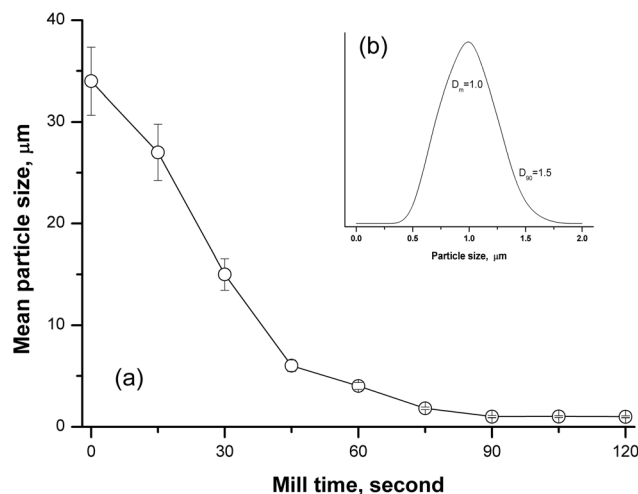 (b)
D_m=1.0
D_90=1.5
0.0 0.5 1.0 1.5 2.0
Particle size, μm
Mean particle size, μm
40
30
20
10
0
(a)
0 30 60 90 120
Mill time, second